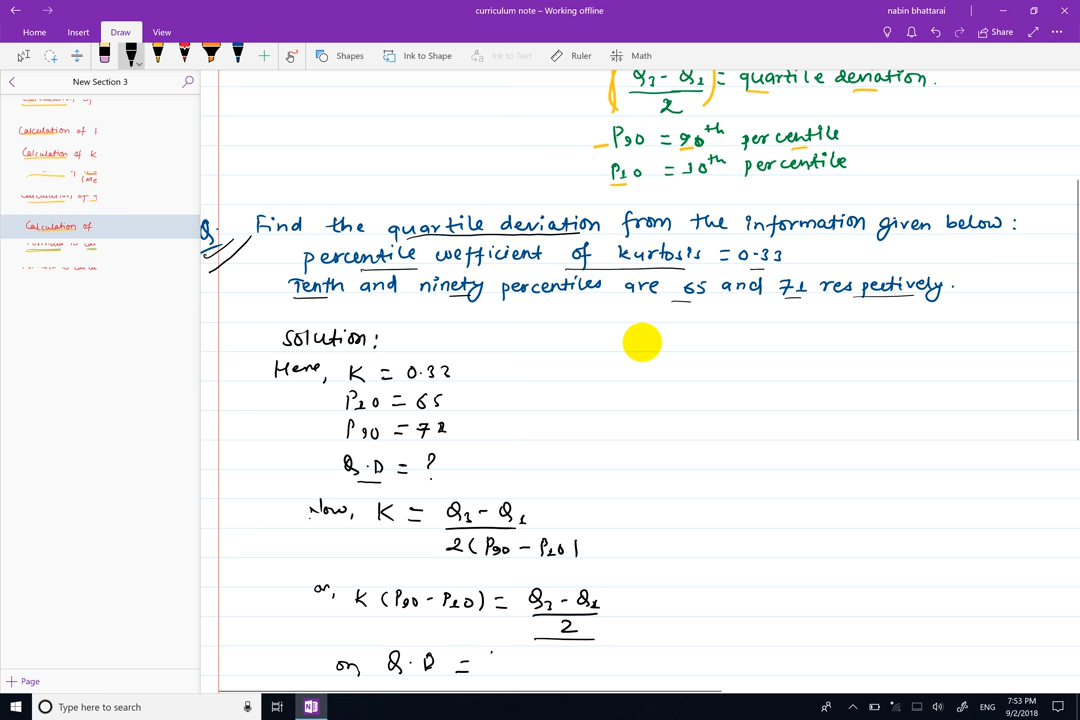 curriculum note – Working offline
nabin bhattarai
Home Insert Draw View
Share
Shapes Ink to Shape Ink to Text Ruler Math
New Section 3
Calculation of
Calculation of K
Calculation of
(Q3 - Q1) / 2 = quartile deviation.
P90 = 90th percentile
P10 = 10th percentile
Q. Find the quartile deviation from the information given below:
percentile coefficient of kurtosis = 0.33
Tenth and ninety percentiles are 65 and 71 respectively.
Solution:
Here, K = 0.33
P10 = 65
P90 = 71
Q.D = ?
Now, K = Q3 - Q1 / 2(P90 - P10)
or, K (P90 - P10) = Q3 - Q1 / 2
or, Q.D =
+ Page
Type here to search
ENG
7:53 PM
9/2/2018